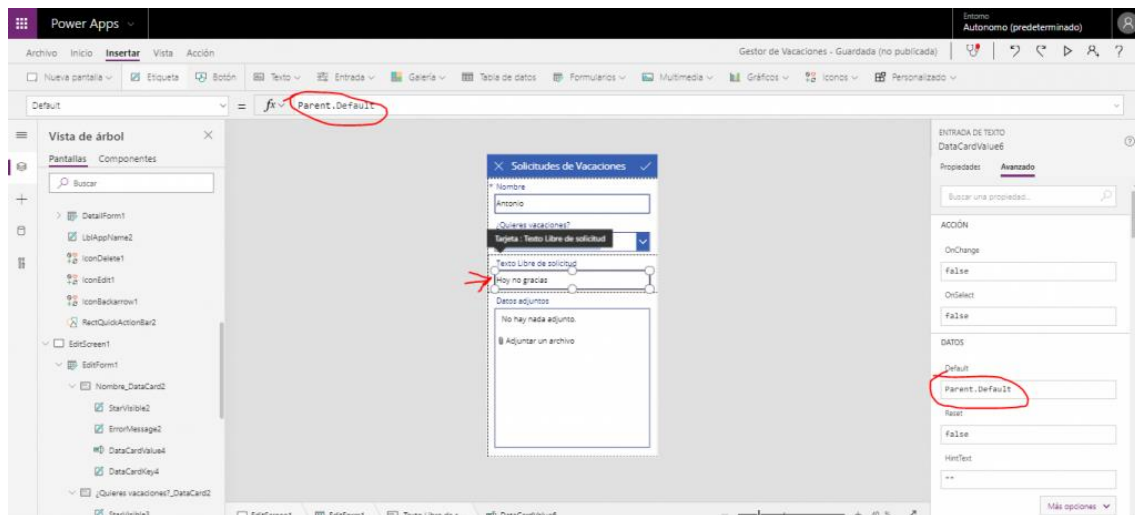 Power Apps
Entorno
Autonomo (predeterminado)
Archivo Inicio Insertar Vista Acción
Gestor de Vacaciones - Guardada (no publicada)
Nueva pantalla Etiqueta Botón Texto Entrada Galería Tabla de datos Formularios Multimedia Gráficos Iconos Personalizado
Default = fx Parent.Default
Vista de árbol
Pantallas Componentes
Buscar
DetailForm1
LblAppName2
IconDelete1
IconEdit1
IconBackarrow1
RectQuickActionBar2
EditScreen1
EditForm1
Nombre_DataCard2
StarVisible2
ErrorMessage2
DataCardValue4
DataCardKey4
¿Quieres vacaciones?_DataCard2
Solicitudes de Vacaciones
* Nombre
Antonio
¿Quieres vacaciones?
Tarjeta : Texto Libre de solicitud
Texto Libre de solicitud
Hoy no gracias
Datos adjuntos
No hay nada adjunto.
Adjuntar un archivo
ENTRADA DE TEXTO
DataCardValue6
Propiedades Avanzado
Buscar una propiedad...
ACCIÓN
OnChange
false
OnSelect
false
DATOS
Default
Parent.Default
Reset
false
HintText
""
Más opciones